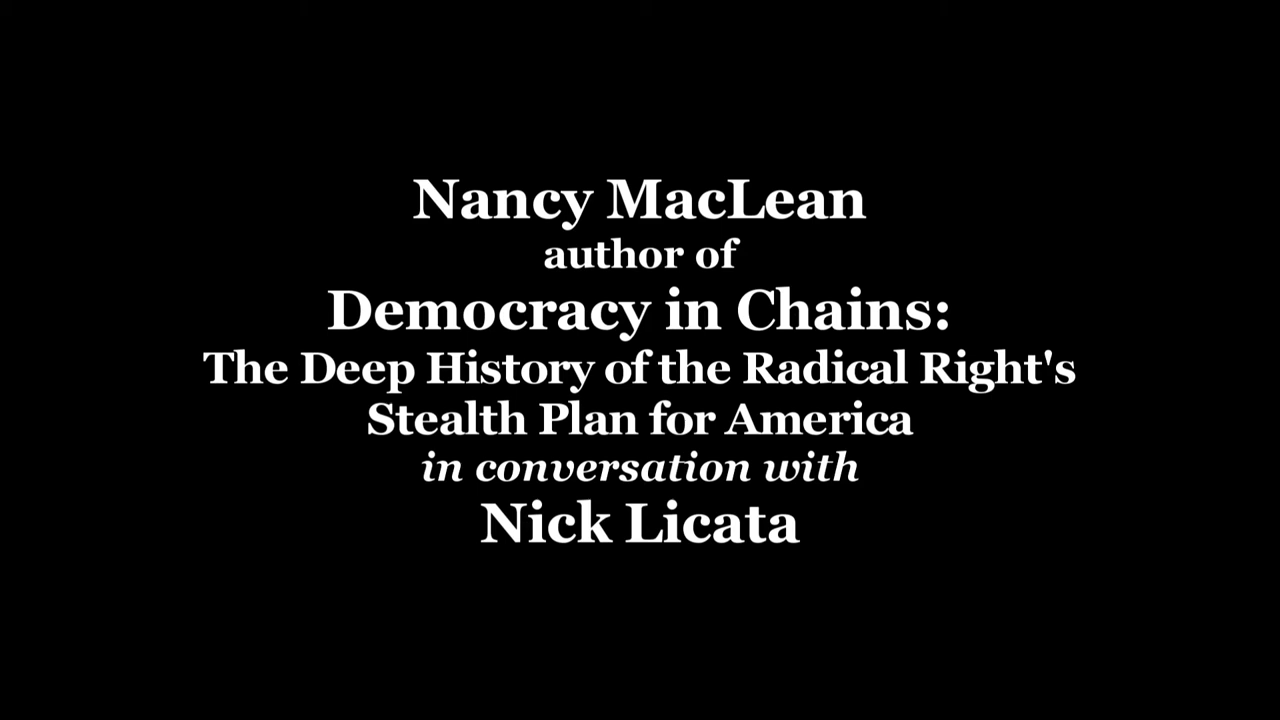 Nancy MacLean
author of
Democracy in Chains:
The Deep History of the Radical Right's
Stealth Plan for America
in conversation with
Nick Licata